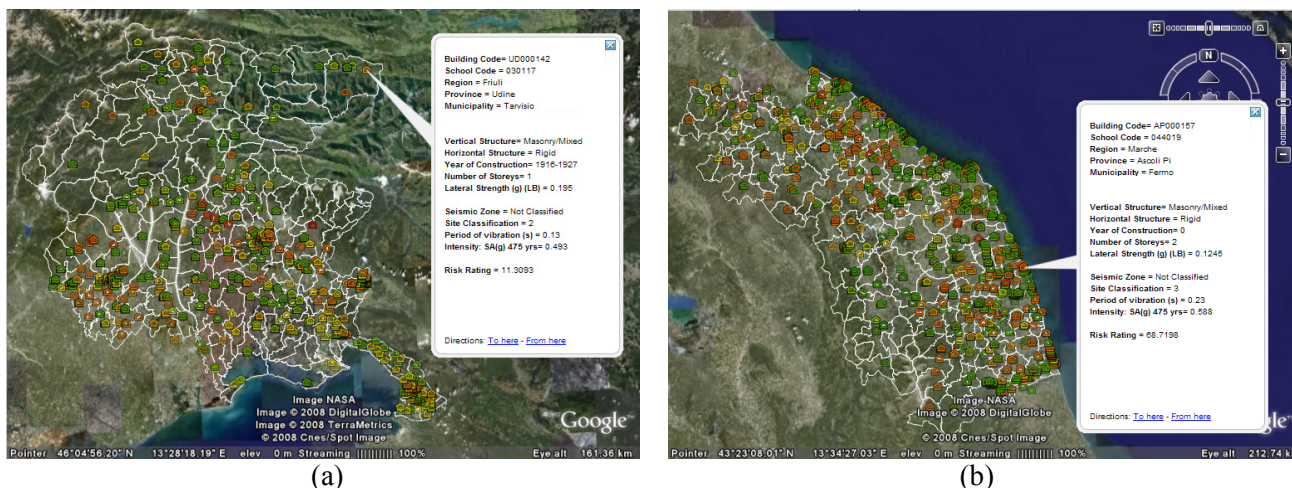 Building Code= UD000142
School Code = 030117
Region = Friuli
Province = Udine
Municipality = Tarvisio
Vertical Structure= Masonry/Mixed
Horizontal Structure = Rigid
Year of Construction= 1916-1927
Number of Storeys= 1
Lateral Strength (g) (LB) = 0.195
Seismic Zone = Not Classified
Site Classification = 2
Period of vibration (s) = 0.13
Intensity: SA(g) 475 yrs= 0.493
Risk Rating = 11.3093
Directions: To here - From here
Image NASA
Image © 2008 DigitalGlobe
Image © 2008 TerraMetrics
© 2008 Cnes/Spot Image
Google™
Pointer 46°04'56.20" N 13°28'18.19" E elev 0 m Streaming |||||||||| 100% Eye alt 161.36 km
(a)
N
Building Code= AP000157
School Code = 044019
Region = Marche
Province = Ascoli Pi
Municipality = Fermo
Vertical Structure= Masonry/Mixed
Horizontal Structure = Rigid
Year of Construction= 0
Number of Storeys= 2
Lateral Strength (g) (LB) = 0.1245
Seismic Zone = Not Classified
Site Classification = 3
Period of vibration (s) = 0.23
Intensity: SA(g) 475 yrs= 0.588
Risk Rating = 68.7198
Directions: To here - From here
Image NASA
Image © 2008 DigitalGlobe
© 2008 Cnes/Spot Image
gle™
Pointer 43°23'08.01" N 13°34'27.03" E elev 0 m Streaming |||||||||| 100% Eye alt 212.74 k
(b)